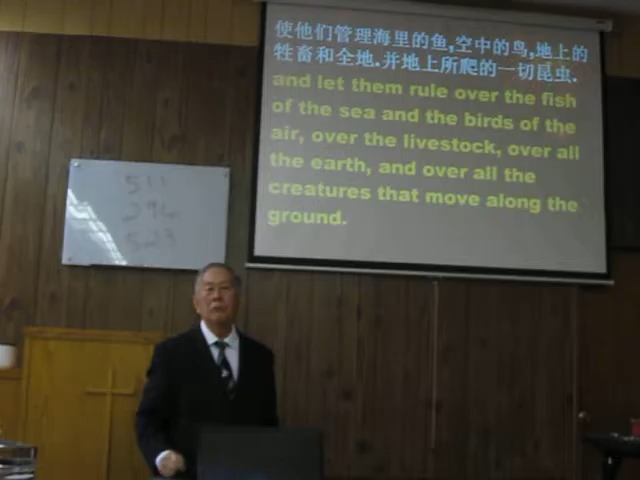 使他们管理海里的鱼,空中的鸟,地上的
牲畜和全地.并地上所爬的一切昆虫.
and let them rule over the fish
of the sea and the birds of the
air, over the livestock, over all
the earth, and over all the
creatures that move along the
ground.
511
294
523